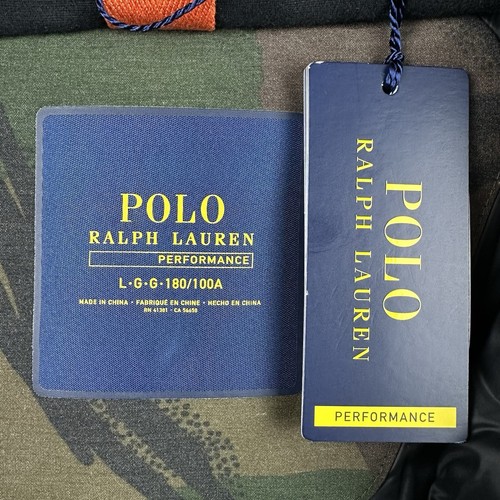 POLO
RALPH LAUREN
PERFORMANCE
L·G·G·180/100A
MADE IN CHINA · FABRIQUÉ EN CHINE · HECHO EN CHINA
RN 41381 · CA 56650
POLO
RALPH LAUREN
PERFORMANCE